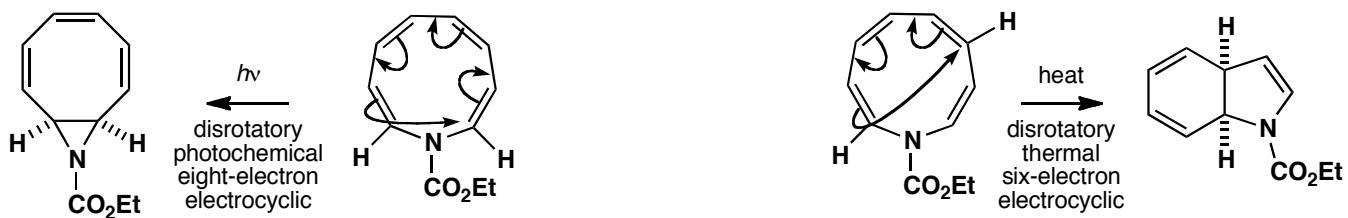 hν
disrotatory
photochemical
eight-electron
electrocyclic
H
H
N
CO2Et
H
N
H
CO2Et
H
H
N
CO2Et
heat
disrotatory
thermal
six-electron
electrocyclic
H
N
H
CO2Et